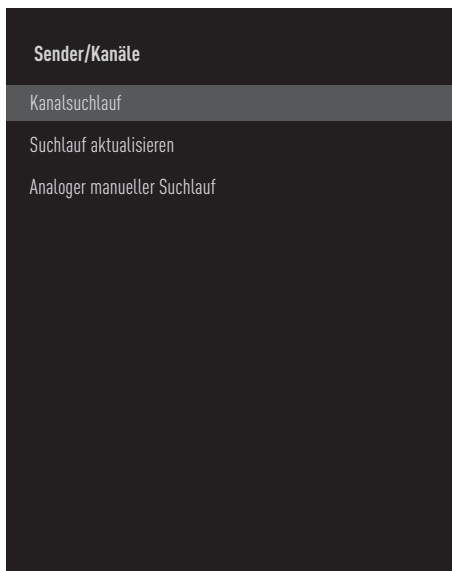 Sender/Kanäle
Kanalsuchlauf
Suchlauf aktualisieren
Analoger manueller Suchlauf